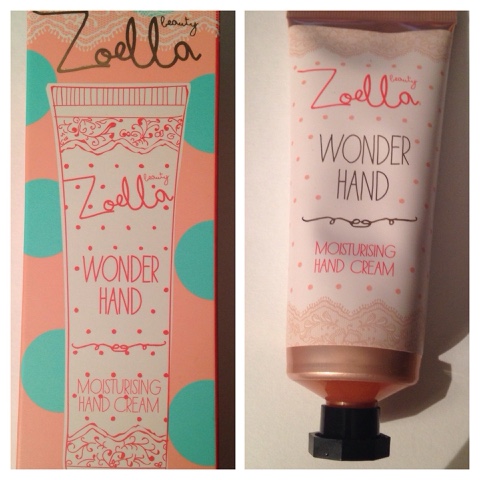 Zoella
beauty
Zoella
beauty
WONDER
HAND
MOISTURISING
HAND CREAM
Zoella
beauty
WONDER
HAND
MOISTURISING
HAND CREAM